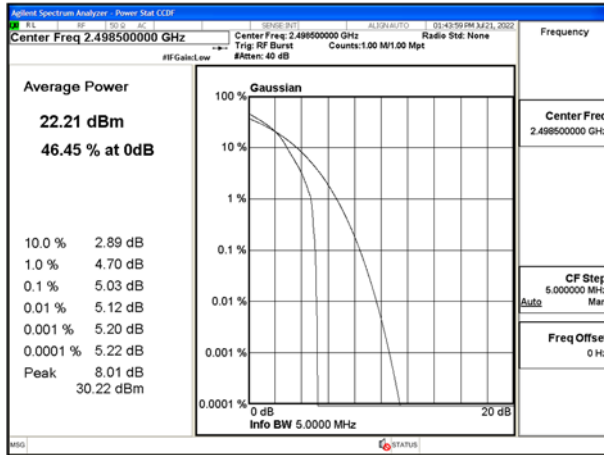 Agilent Spectrum Analyzer - Power Stat CCDF
RL RF 50 Ω AC SENSE:INT ALIGN AUTO 01:43:59 PM Jul 21, 2022
Center Freq 2.498500000 GHz
Center Freq: 2.498500000 GHz Radio Std: None
Trig: RF Burst Counts:1.00 M/1.00 Mpt
#IFGain:Low #Atten: 40 dB
Frequency
Average Power
22.21 dBm
46.45 % at 0dB
10.0 % 2.89 dB
1.0 % 4.70 dB
0.1 % 5.03 dB
0.01 % 5.12 dB
0.001 % 5.20 dB
0.0001 % 5.22 dB
Peak 8.01 dB
30.22 dBm
Gaussian
100 %
10 %
1 %
0.1 %
0.01 %
0.001 %
0.0001 %
0 dB 20 dB
Info BW 5.0000 MHz
Center Freq
2.498500000 GHz
CF Step
5.000000 MHz
Auto Man
Freq Offse
0 Hz
MSG STATUS